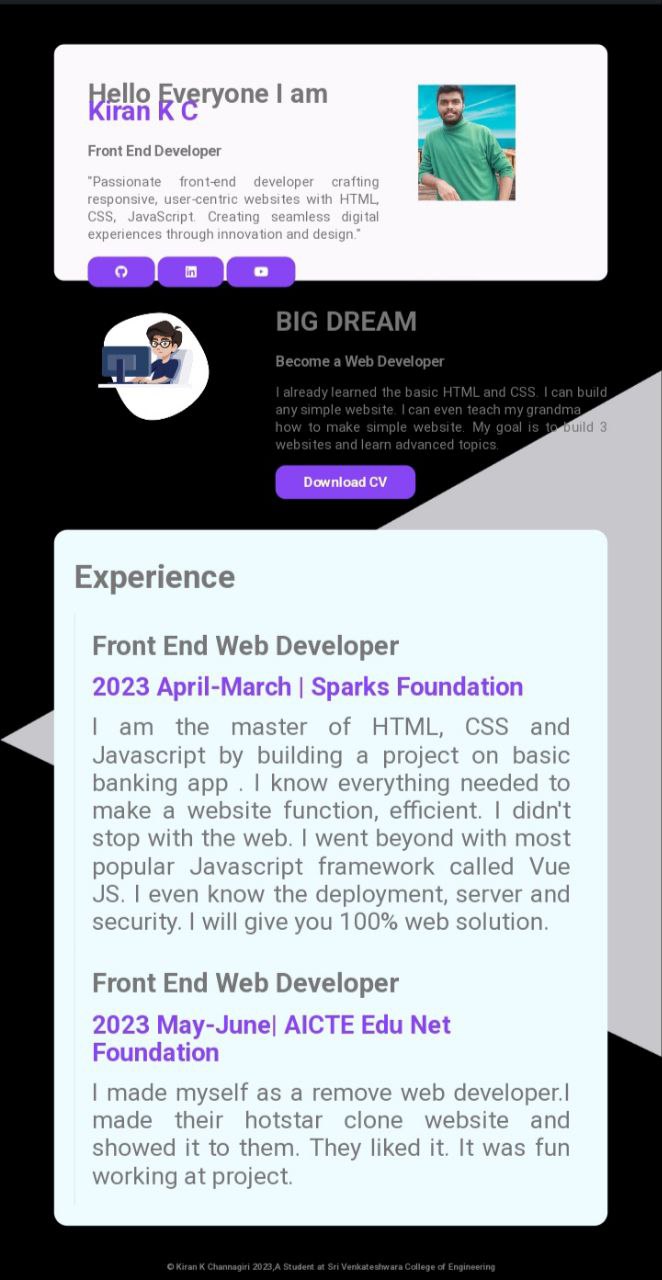 Hello Everyone I am
Kiran K C
Front End Developer
"Passionate front-end developer crafting
responsive, user-centric websites with HTML,
CSS, JavaScript. Creating seamless digital
experiences through innovation and design."
BIG DREAM
Become a Web Developer
I already learned the basic HTML and CSS. I can build
any simple website. I can even teach my grandma
how to make simple website. My goal is to build 3
websites and learn advanced topics.
Download CV
Experience
Front End Web Developer
2023 April-March | Sparks Foundation
I am the master of HTML, CSS and
Javascript by building a project on basic
banking app . I know everything needed to
make a website function, efficient. I didn't
stop with the web. I went beyond with most
popular Javascript framework called Vue
JS. I even know the deployment, server and
security. I will give you 100% web solution.
Front End Web Developer
2023 May-June| AICTE Edu Net
Foundation
I made myself as a remove web developer.I
made their hotstar clone website and
showed it to them. They liked it. It was fun
working at project.
© Kiran K Channagiri 2023,A Student at Sri Venkateshwara College of Engineering